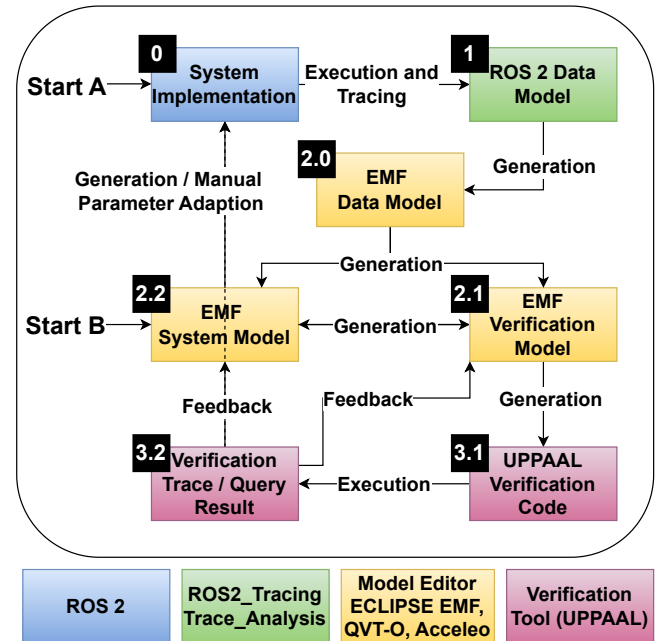 0
System
Implementation
Start A
Execution and
Tracing
1
ROS 2 Data
Model
Generation
2.0
EMF
Data Model
Generation / Manual
Parameter Adaption
Generation
2.2
EMF
System Model
Start B
Generation
2.1
EMF
Verification
Model
Feedback
Feedback
Generation
3.2
Verification
Trace / Query
Result
Execution
3.1
UPPAAL
Verification
Code
ROS 2
ROS2_Tracing
Trace_Analysis
Model Editor
ECLIPSE EMF,
QVT-O, Acceleo
Verification
Tool (UPPAAL)